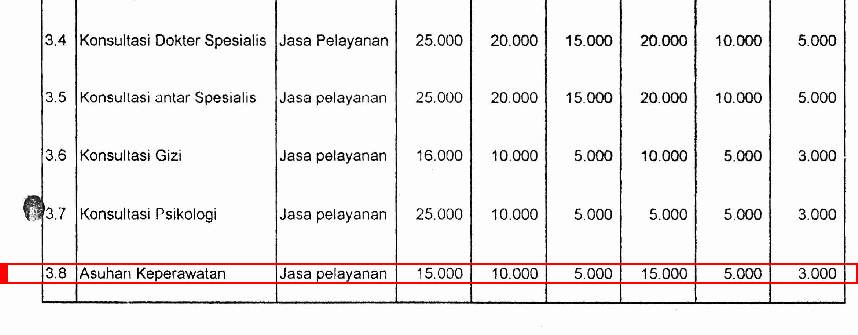 3.4 Konsultasi Dokter Spesialis Jasa Pelayanan 25.000 20.000 15.000 20.000 10.000 5.000
3.5 Konsultasi antar Spesialis Jasa pelayanan 25.000 20.000 15.000 20.000 10.000 5.000
3.6 Konsultasi Gizi Jasa pelayanan 16.000 10.000 5.000 10.000 5.000 3.000
3.7 Konsultasi Psikologi Jasa pelayanan 25.000 10.000 5.000 5.000 5.000 3.000
3.8 Asuhan Keperawatan Jasa pelayanan 15.000 10.000 5.000 15.000 5.000 3.000